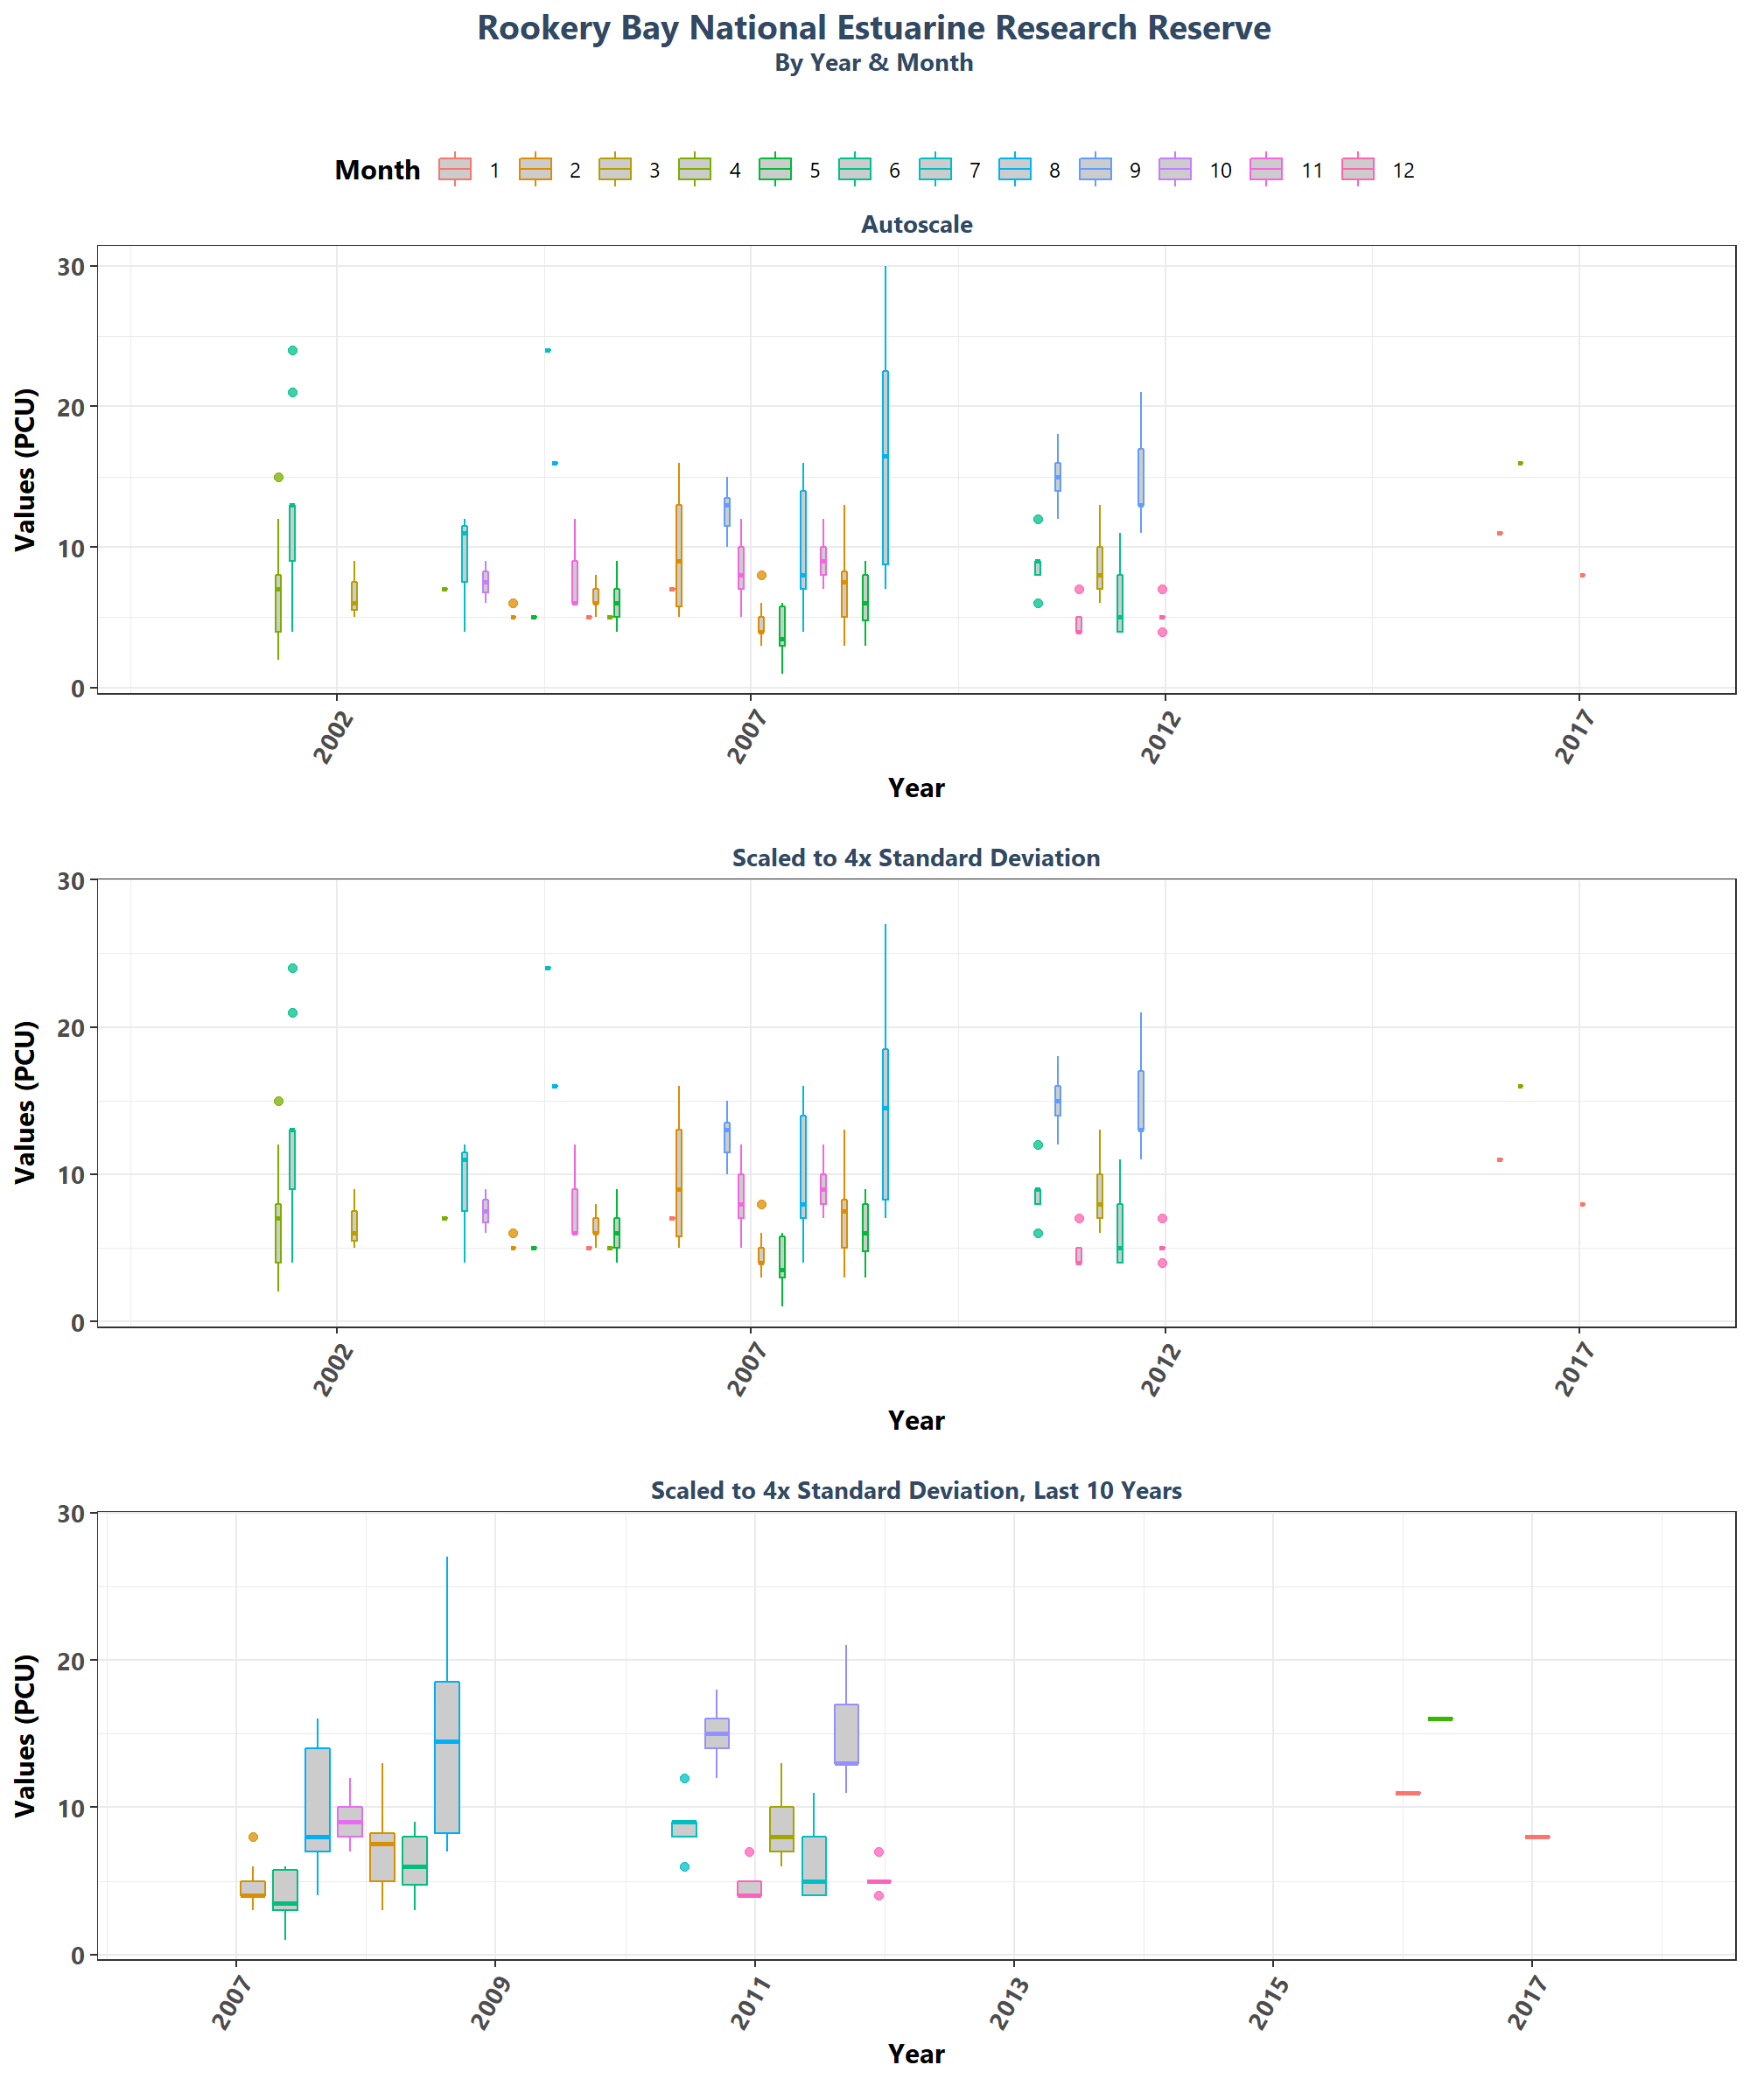 Rookery Bay National Estuarine Research Reserve
By Year & Month
Month 1 2 3 4 5 6 7 8 9 10 11 12
Autoscale
Values (PCU)
30
20
10
0
2002 2007 2012 2017
Year
Scaled to 4x Standard Deviation
Values (PCU)
30
20
10
0
2002 2007 2012 2017
Year
Scaled to 4x Standard Deviation, Last 10 Years
Values (PCU)
30
20
10
0
2007 2009 2011 2013 2015 2017
Year